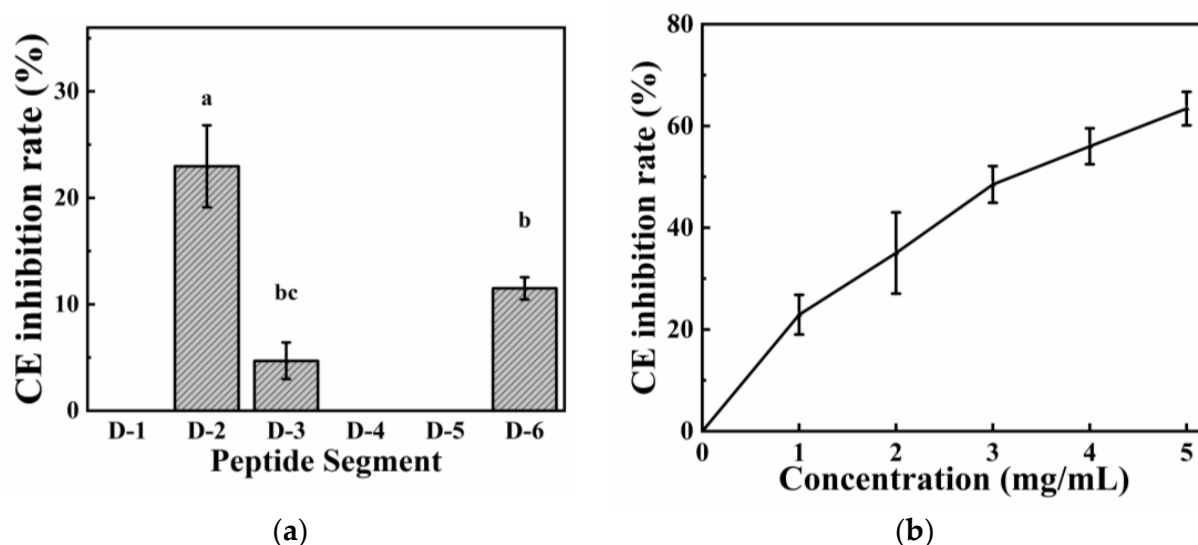 CE inhibition rate (%)
30
20
10
0
a
bc
b
D-1 D-2 D-3 D-4 D-5 D-6
Peptide Segment
(a)
CE inhibition rate (%)
80
60
40
20
0
0 1 2 3 4 5
Concentration (mg/mL)
(b)